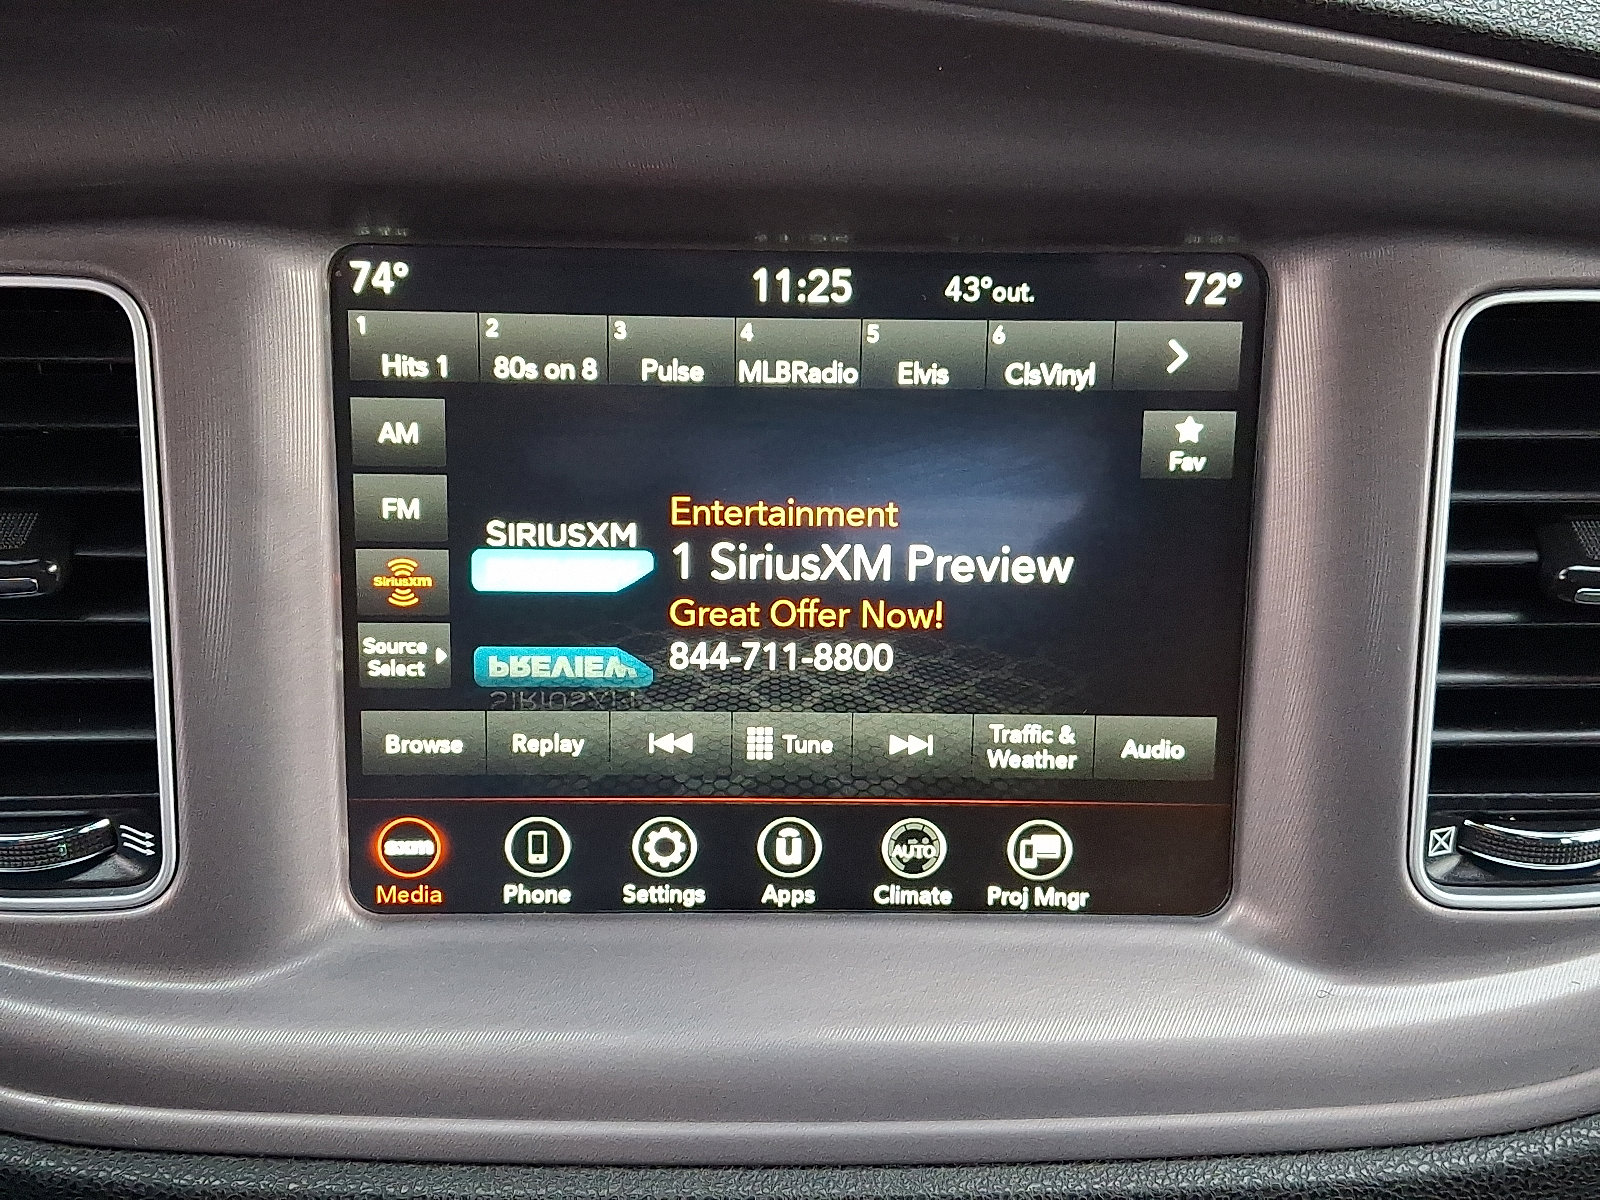 74° 11:25 43°out. 72°
1 Hits 1
2 80s on 8
3 Pulse
4 MLBRadio
5 Elvis
6 ClsVinyl
AM
Fav
FM
Entertainment
SIRIUSXM
1 SiriusXM Preview
SiriusXm
Great Offer Now!
Source
Select
844-711-8800
PREVIEW
SIRIUSXM
Browse
Replay
Tune
Traffic &
Weather
Audio
AUTO
Media
Phone
Settings
Apps
Climate
Proj Mngr